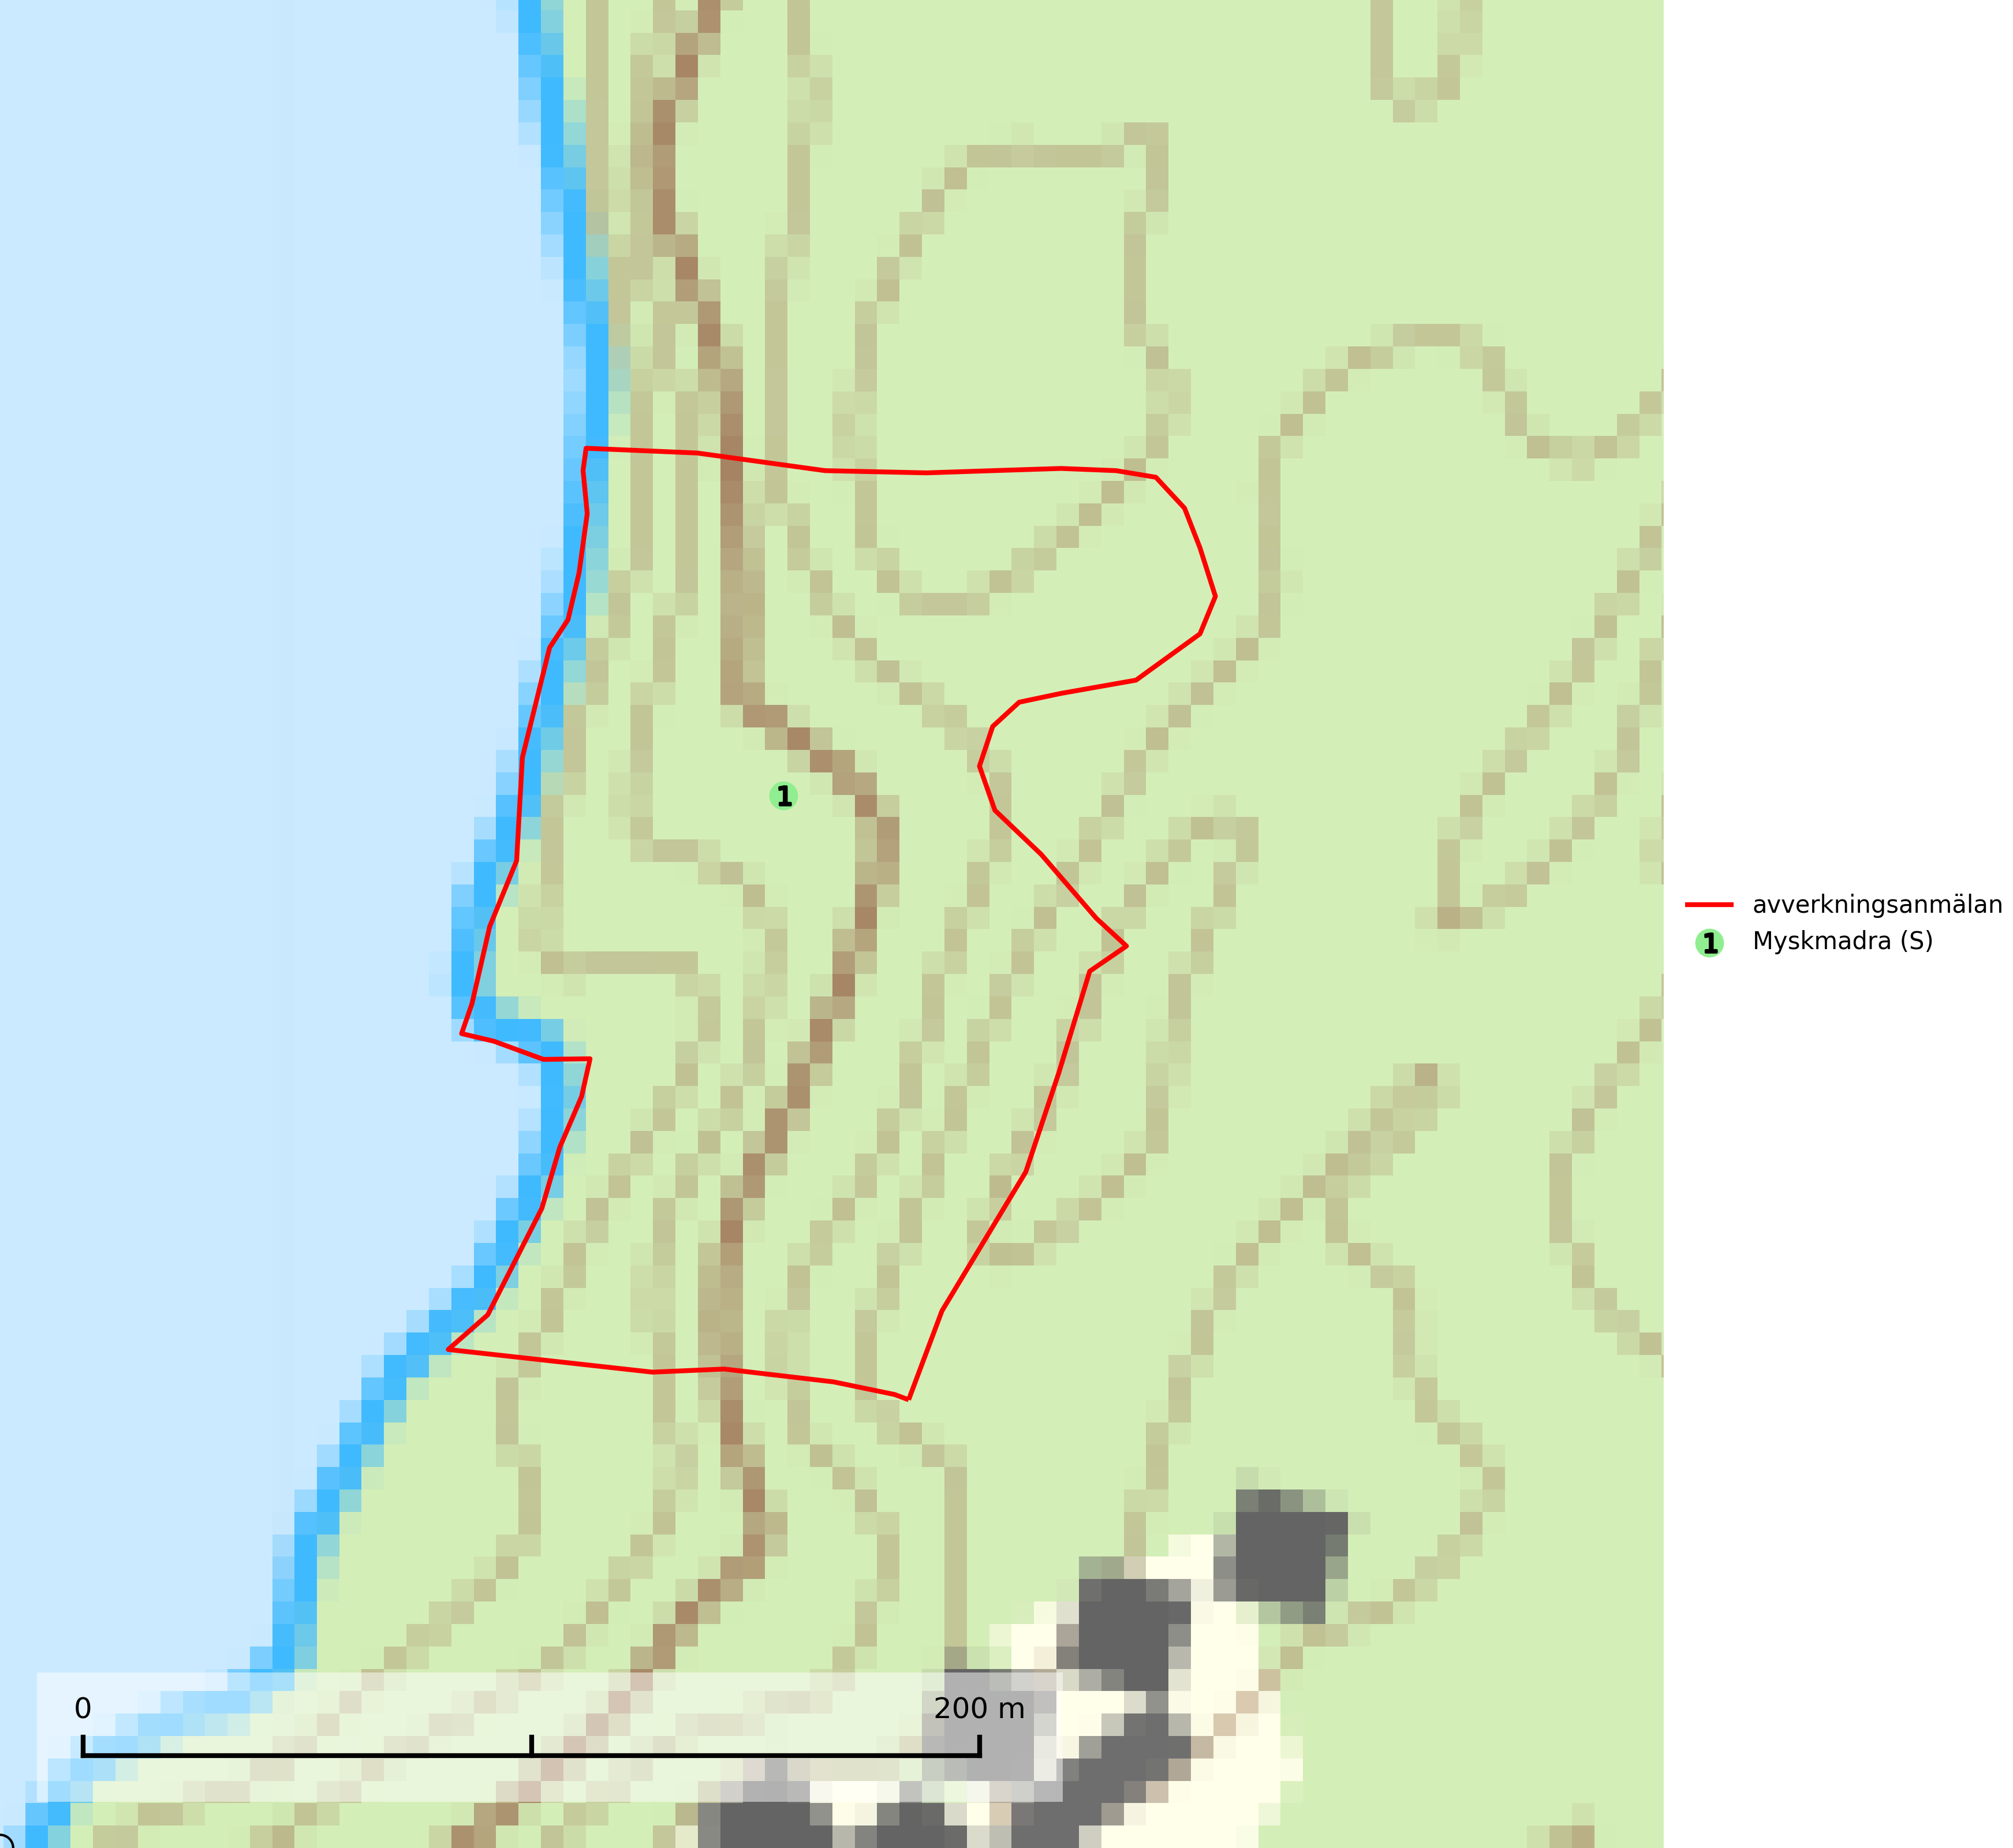 1
avverkningsanmälan
1 Myskmadra (S)
0 200 m